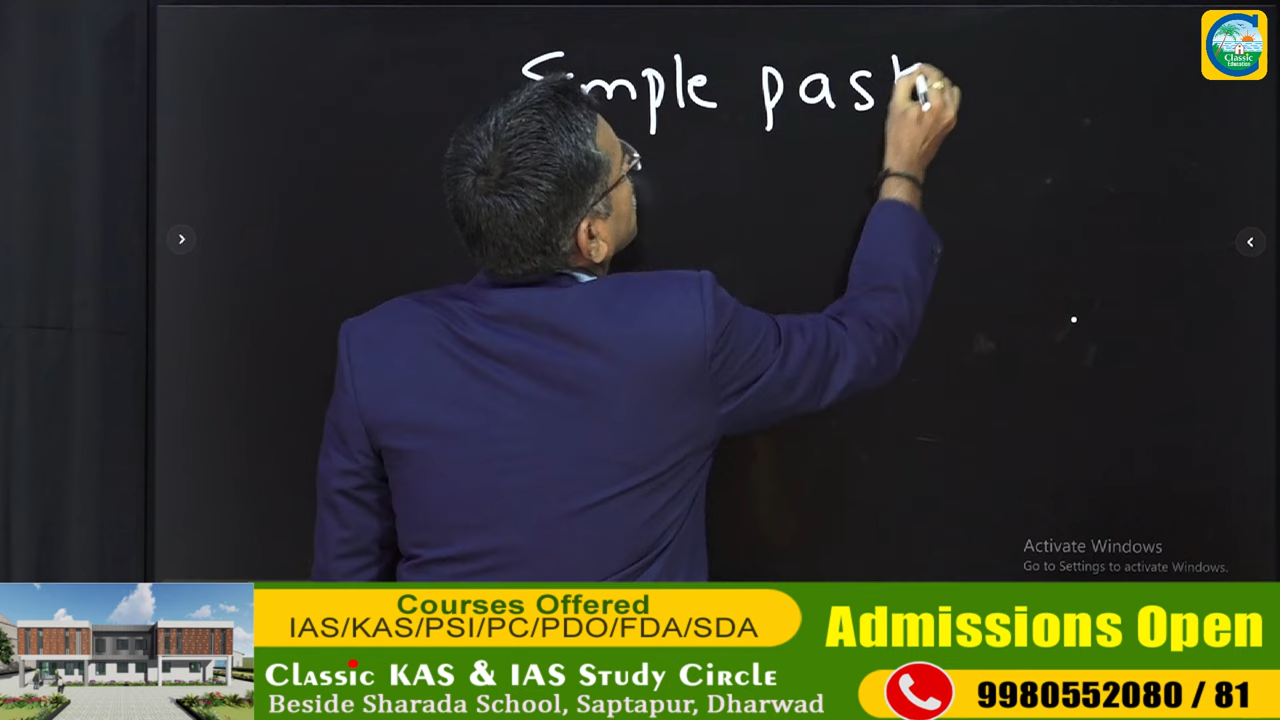 Simple past
Classic
Education
Activate Windows
Go to Settings to activate Windows.
Courses Offered
IAS/KAS/PSI/PC/PDO/FDA/SDA
Admissions Open
Classic KAS & IAS Study Circle
Beside Sharada School, Saptapur, Dharwad
9980552080 / 81